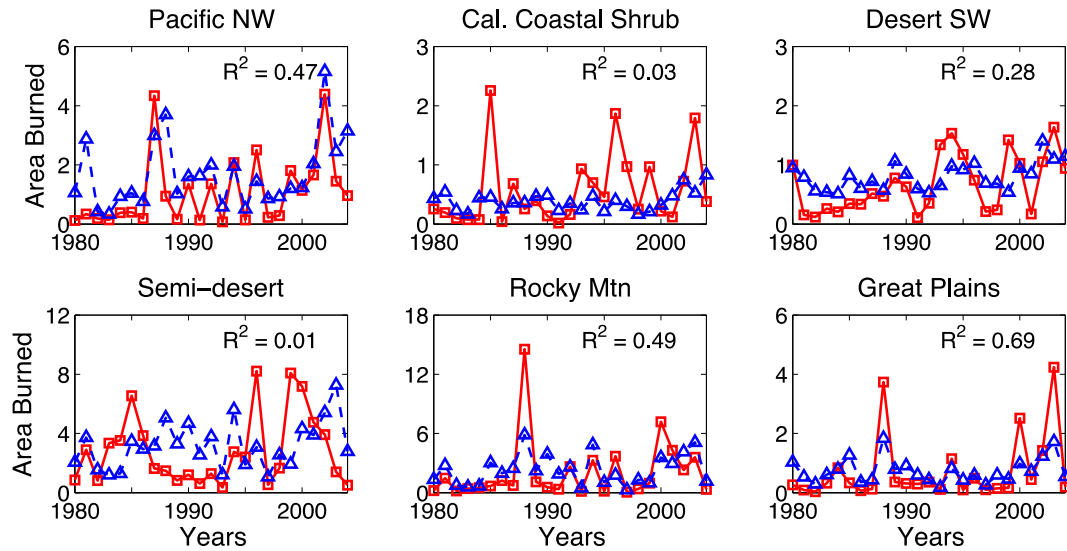 Pacific NW
Cal. Coastal Shrub
Desert SW
Area Burned
6
4
2
0
R² = 0.47
1980 1990 2000
3
2
1
0
R² = 0.03
1980 1990 2000
3
2
1
0
R² = 0.28
1980 1990 2000
Semi−desert
Rocky Mtn
Great Plains
Area Burned
12
8
4
0
R² = 0.01
1980 1990 2000
Years
18
12
6
0
R² = 0.49
1980 1990 2000
Years
6
4
2
0
R² = 0.69
1980 1990 2000
Years